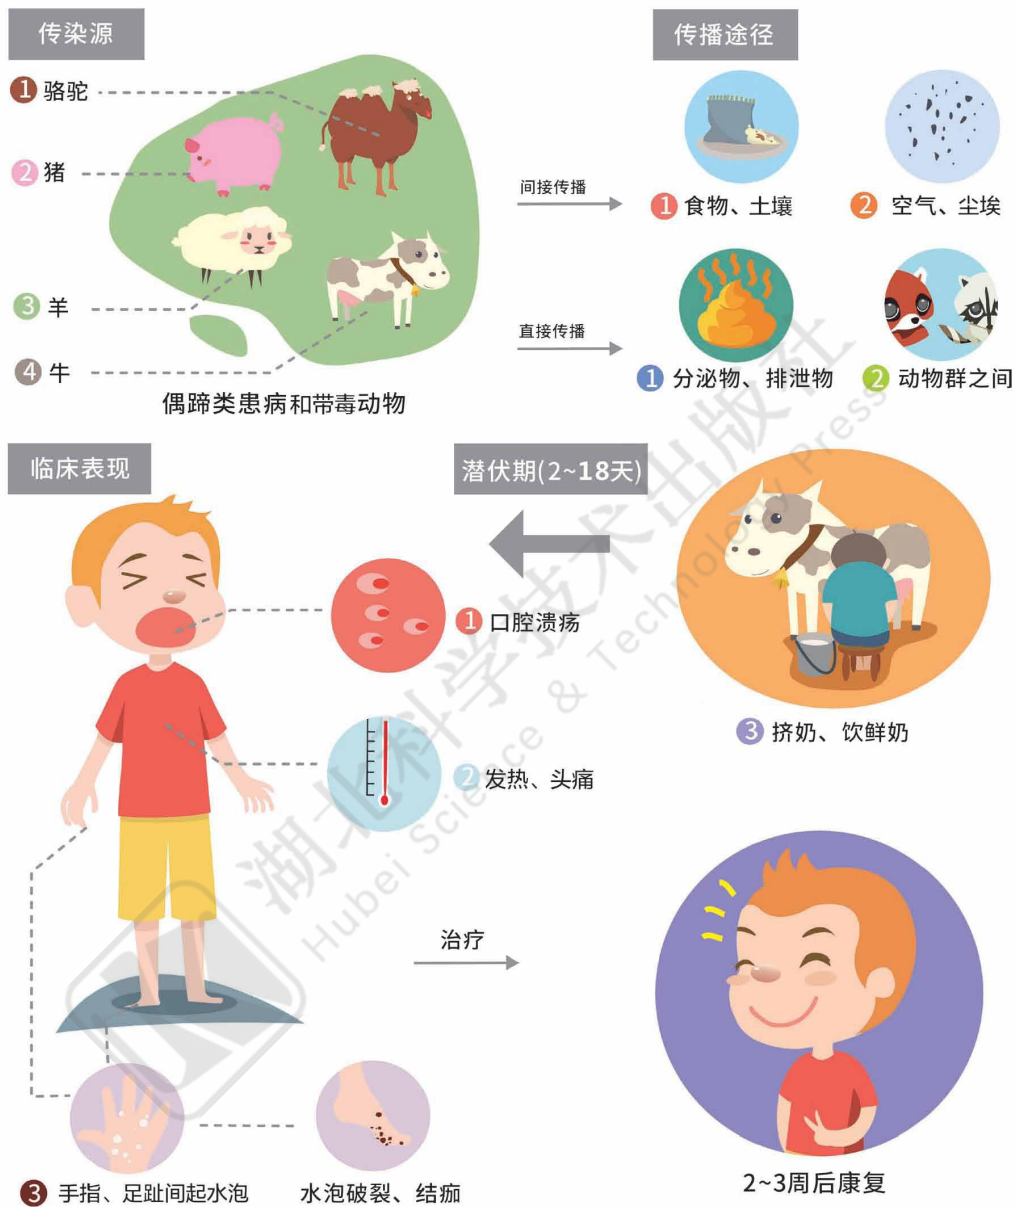 传染源
1 骆驼
2 猪
3 羊
4 牛
偶蹄类患病和带毒动物
传播途径
间接传播
1 食物、土壤
2 空气、尘埃
直接传播
1 分泌物、排泄物
2 动物群之间
3 挤奶、饮鲜奶
潜伏期(2~18天)
临床表现
1 口腔溃疡
2 发热、头痛
3 手指、足趾间起水泡
水泡破裂、结痂
治疗
2~3周后康复
湖北科学技术出版社
Hubei Science & Technology Press